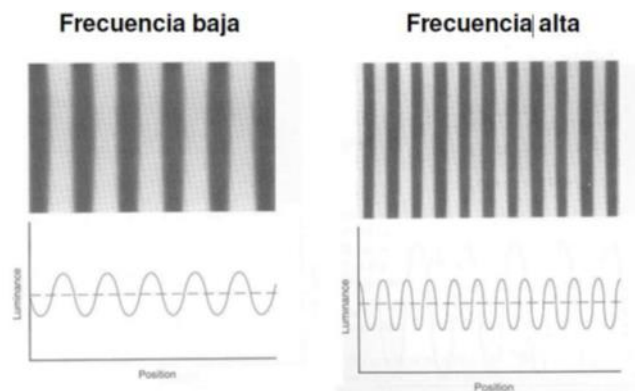 Frecuencia baja
Frecuencia alta
Luminance
Position
Luminance
Position